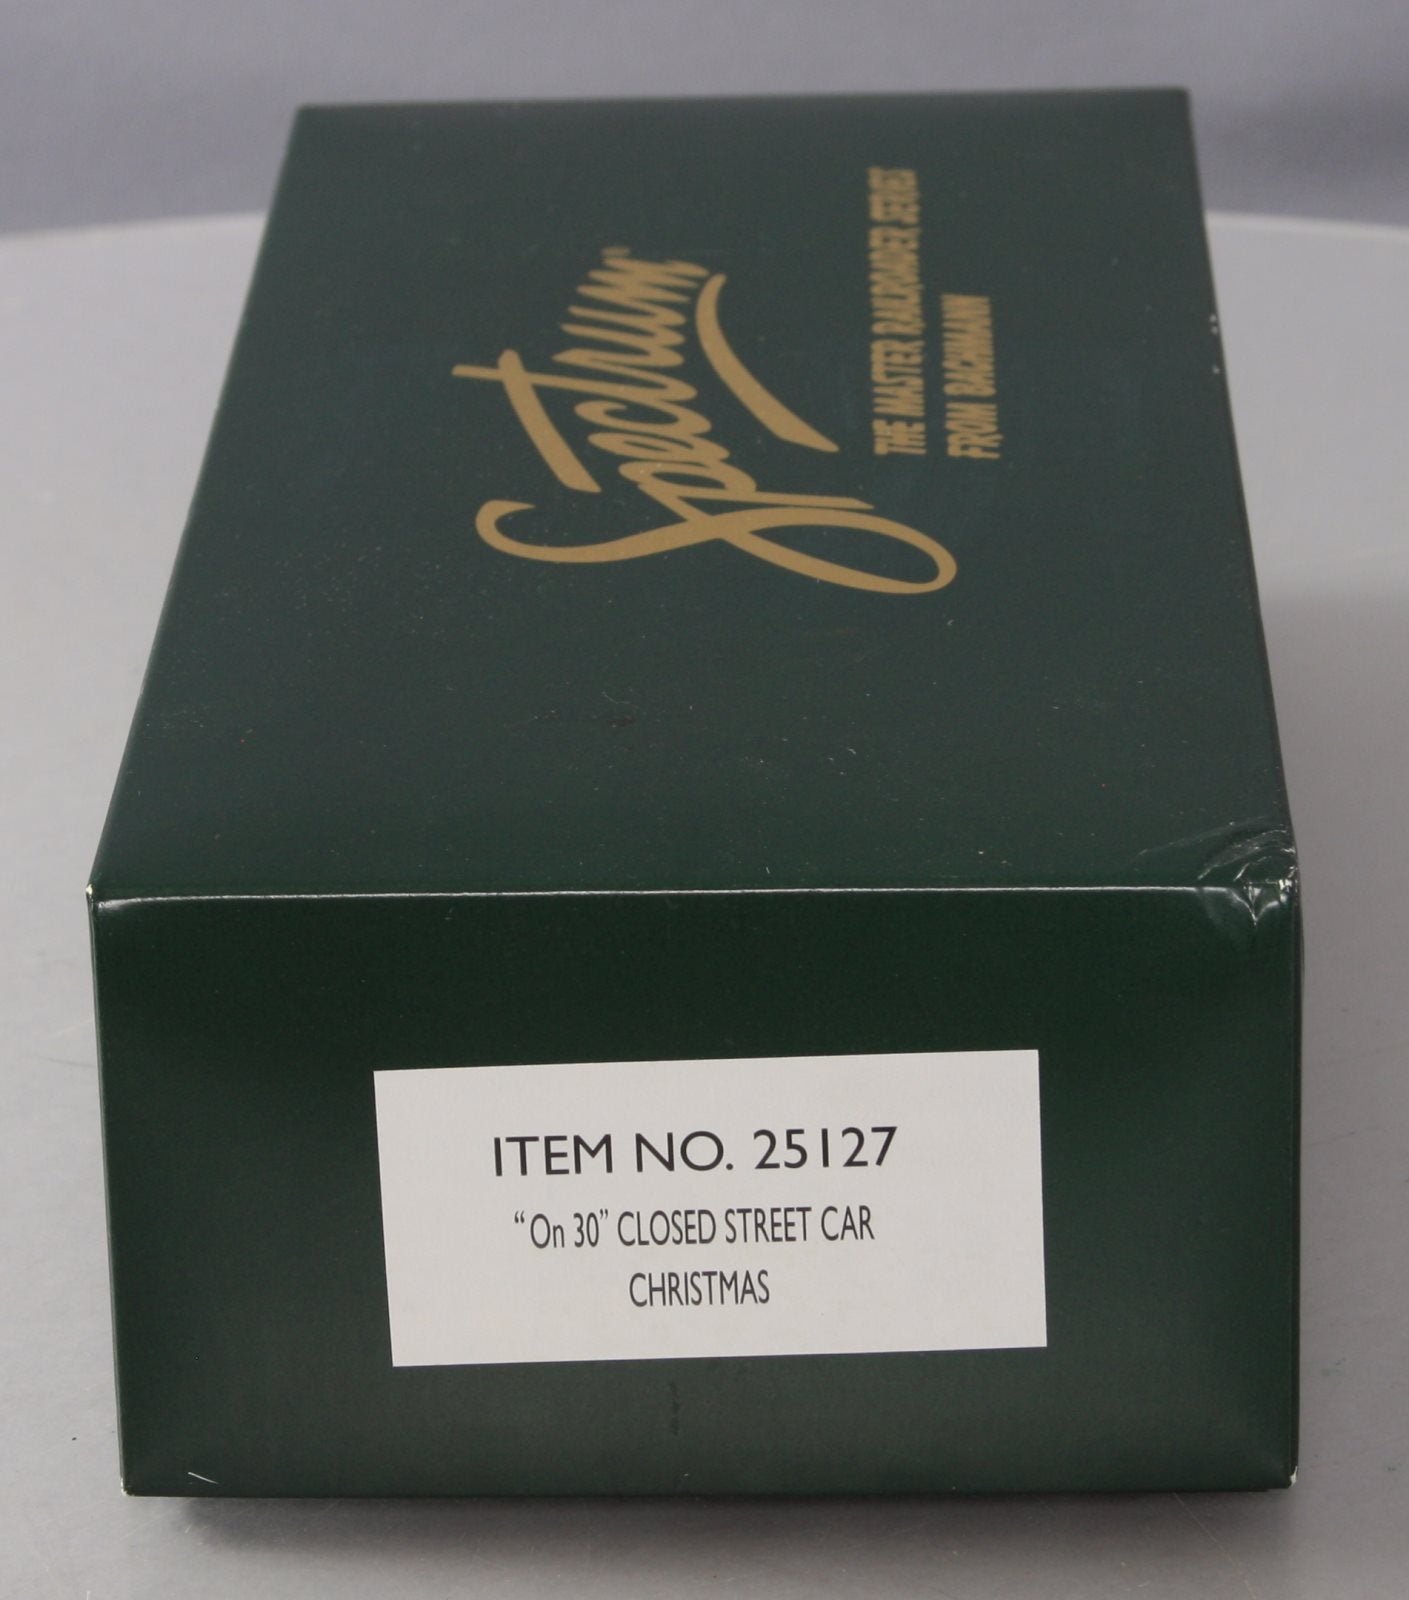 Spectrum®
THE MASTER RAILROADER SERIES
FROM BACHMANN
ITEM NO. 25127
“On 30” CLOSED STREET CAR
CHRISTMAS